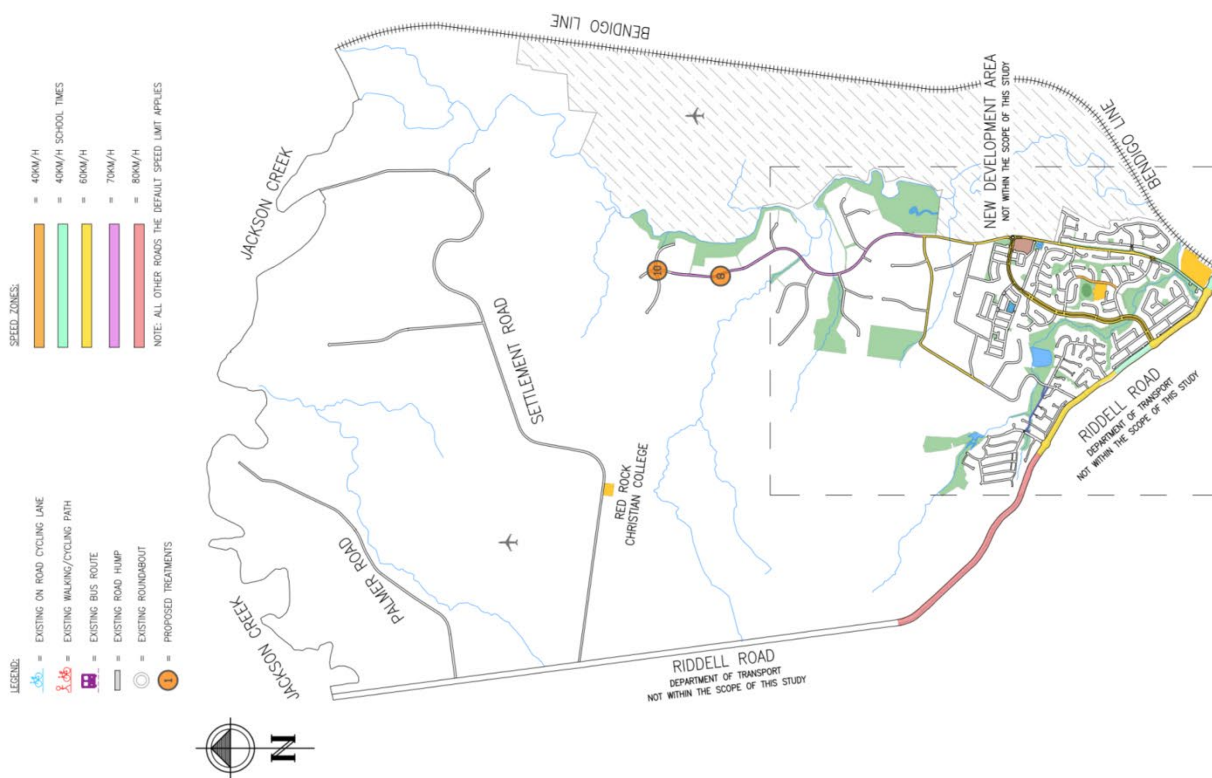 LEGEND:
= EXISTING ON ROAD CYCLING LANE
= EXISTING WALKING/CYCLING PATH
= EXISTING BUS ROUTE
= EXISTING ROAD HUMP
= EXISTING ROUNDABOUT
1 = PROPOSED TREATMENTS
SPEED ZONES:
= 40KM/H
= 40KM/H SCHOOL TIMES
= 60KM/H
= 70KM/H
= 80KM/H
NOTE: ALL OTHER ROADS THE DEFAULT SPEED LIMIT APPLIES
N
JACKSON CREEK
JACKSON CREEK
PALMER ROAD
SETTLEMENT ROAD
RED ROCK
CHRISTIAN COLLEGE
BENDIGO LINE
10
8
NEW DEVELOPMENT AREA
NOT WITHIN THE SCOPE OF THIS STUDY
BENDIGO LINE
RIDDELL ROAD
DEPARTMENT OF TRANSPORT
NOT WITHIN THE SCOPE OF THIS STUDY
RIDDELL ROAD
DEPARTMENT OF TRANSPORT
NOT WITHIN THE SCOPE OF THIS STUDY